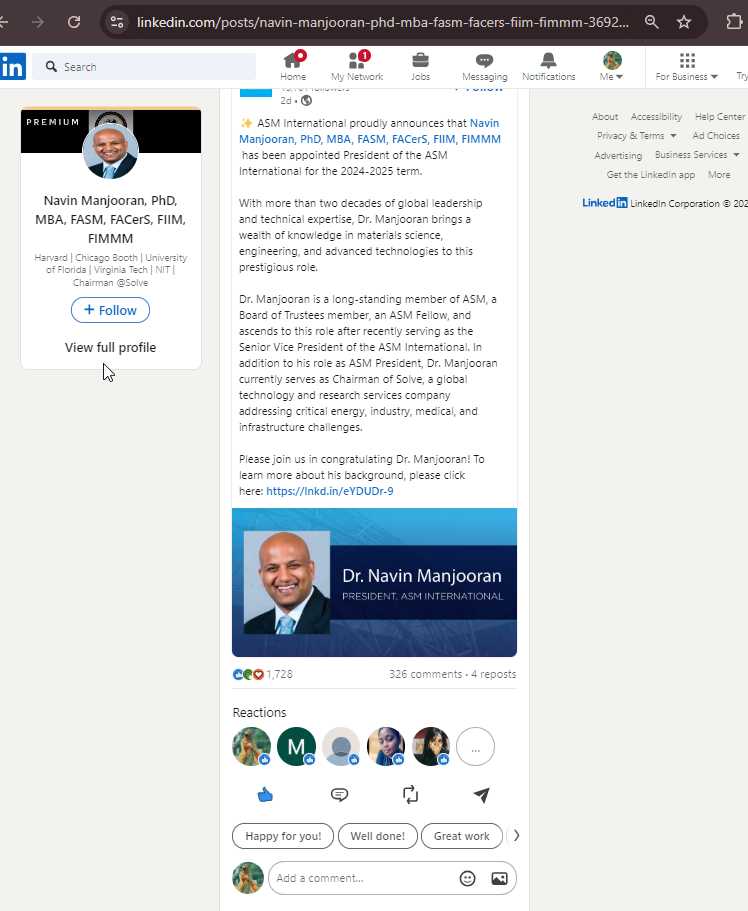 linkedin.com/posts/navin-manjooran-phd-mba-fasm-facers-fiim-fimmm-3692...
in
Search
Home
1
My Network
Jobs
Messaging
Notifications
Me
For Business
Try
PREMIUM
Navin Manjooran, PhD,
MBA, FASM, FACerS, FIIM,
FIMMM
Harvard | Chicago Booth | University
of Florida | Virginia Tech | NIT |
Chairman @Solve
+ Follow
View full profile
2d •
✨ ASM International proudly announces that Navin
Manjooran, PhD, MBA, FASM, FACerS, FIIM, FIMMM
has been appointed President of the ASM
International for the 2024-2025 term.
With more than two decades of global leadership
and technical expertise, Dr. Manjooran brings a
wealth of knowledge in materials science,
engineering, and advanced technologies to this
prestigious role.
Dr. Manjooran is a long-standing member of ASM, a
Board of Trustees member, an ASM Fellow, and
ascends to this role after recently serving as the
Senior Vice President of the ASM International. In
addition to his role as ASM President, Dr. Manjooran
currently serves as Chairman of Solve, a global
technology and research services company
addressing critical energy, industry, medical, and
infrastructure challenges.
Please join us in congratulating Dr. Manjooran! To
learn more about his background, please click
here: https://lnkd.in/eYDUDr-9
Dr. Navin Manjooran
PRESIDENT, ASM INTERNATIONAL
1,728
326 comments • 4 reposts
Reactions
M
...
Happy for you!
Well done!
Great work
Add a comment...
About
Accessibility
Help Center
Privacy & Terms
Ad Choices
Advertising
Business Services
Get the LinkedIn app
More
LinkedIn LinkedIn Corporation © 202